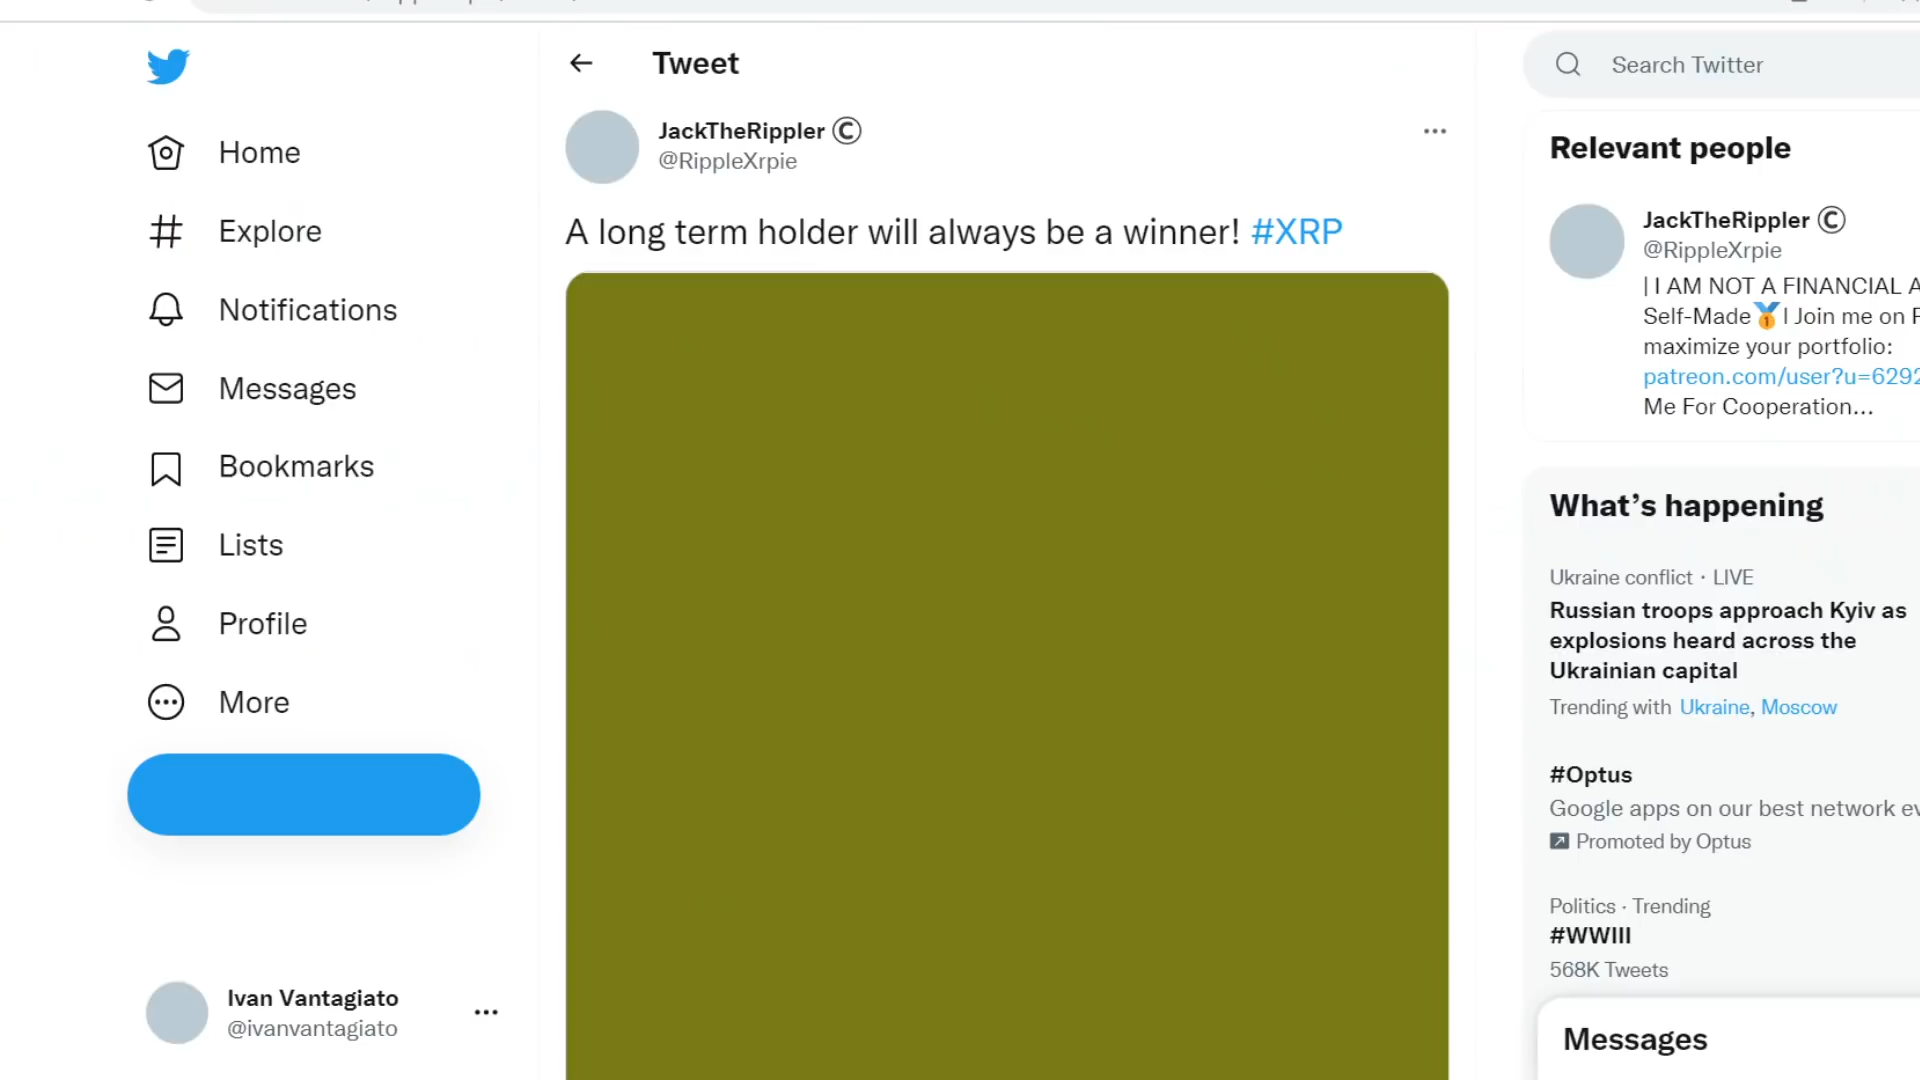 Home
Explore
Notifications
Messages
Bookmarks
Lists
Profile
More
Ivan Vantagiato
@ivanvantagiato
Tweet
JackTheRippler Ⓒ
@RippleXrpie
A long term holder will always be a winner! #XRP
Search Twitter
Relevant people
JackTheRippler Ⓒ
@RippleXrpie
| I AM NOT A FINANCIAL
Self-Made🥇I Join me on
maximize your portfolio:
patreon.com/user?u=6292
Me For Cooperation...
What's happening
Ukraine conflict · LIVE
Russian troops approach Kyiv as
explosions heard across the
Ukrainian capital
Trending with Ukraine, Moscow
#Optus
Google apps on our best network
Promoted by Optus
Politics · Trending
#WWIII
568K Tweets
Messages